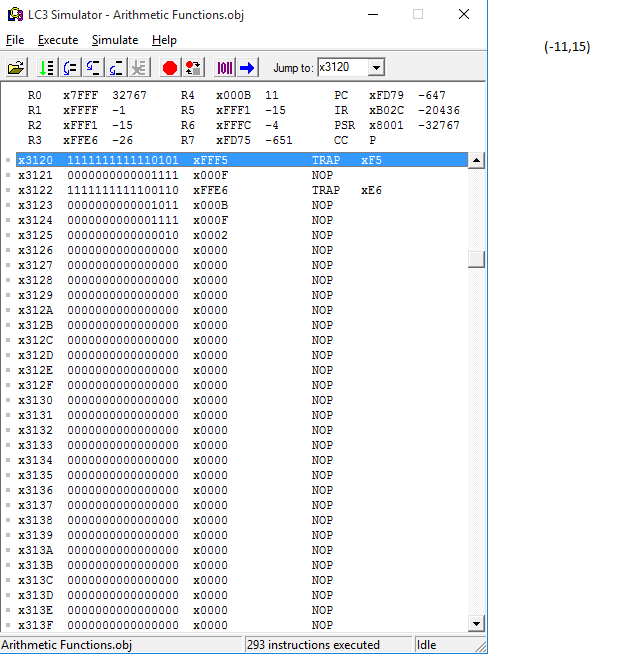 LC3 Simulator - Arithmetic Functions.obj
(-11,15)
File Execute Simulate Help
Jump to: x3120
R0 x7FFF 32767 R4 x000B 11 PC xFD79 -647
R1 xFFFF -1 R5 xFFF1 -15 IR xB02C -20436
R2 xFFF1 -15 R6 xFFFC -4 PSR x8001 -32767
R3 xFFE6 -26 R7 xFD75 -651 CC P
x3120 1111111111110101 xFFF5 TRAP xF5
x3121 0000000000001111 x000F NOP
x3122 1111111111100110 xFFE6 TRAP xE6
x3123 0000000000001011 x000B NOP
x3124 0000000000001111 x000F NOP
x3125 0000000000000010 x0002 NOP
x3126 0000000000000000 x0000 NOP
x3127 0000000000000000 x0000 NOP
x3128 0000000000000000 x0000 NOP
x3129 0000000000000000 x0000 NOP
x312A 0000000000000000 x0000 NOP
x312B 0000000000000000 x0000 NOP
x312C 0000000000000000 x0000 NOP
x312D 0000000000000000 x0000 NOP
x312E 0000000000000000 x0000 NOP
x312F 0000000000000000 x0000 NOP
x3130 0000000000000000 x0000 NOP
x3131 0000000000000000 x0000 NOP
x3132 0000000000000000 x0000 NOP
x3133 0000000000000000 x0000 NOP
x3134 0000000000000000 x0000 NOP
x3135 0000000000000000 x0000 NOP
x3136 0000000000000000 x0000 NOP
x3137 0000000000000000 x0000 NOP
x3138 0000000000000000 x0000 NOP
x3139 0000000000000000 x0000 NOP
x313A 0000000000000000 x0000 NOP
x313B 0000000000000000 x0000 NOP
x313C 0000000000000000 x0000 NOP
x313D 0000000000000000 x0000 NOP
x313E 0000000000000000 x0000 NOP
x313F 0000000000000000 x0000 NOP
Arithmetic Functions.obj 293 instructions executed Idle